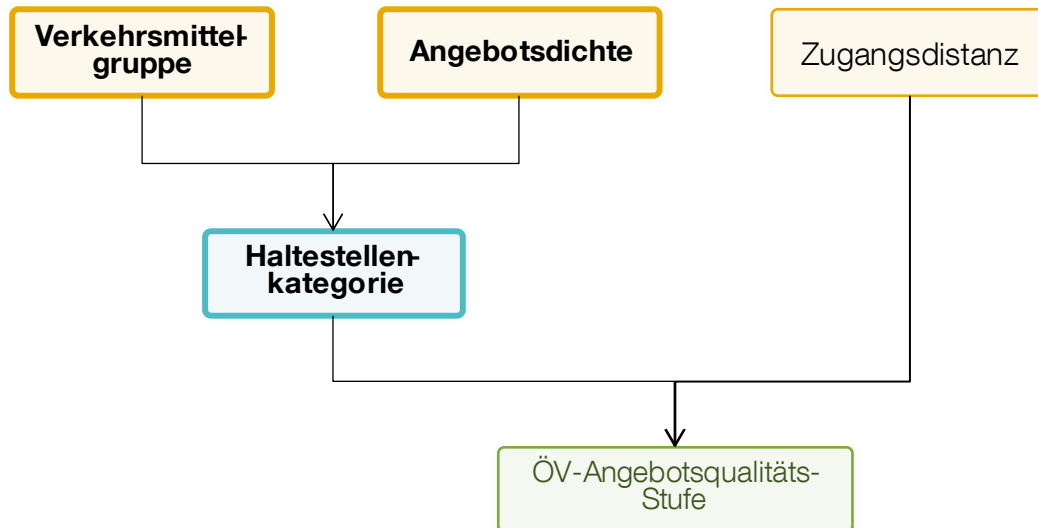 Verkehrsmittel-
gruppe
Angebotsdichte
Zugangsdistanz
Haltestellen-
kategorie
ÖV-Angebotsqualitäts-
Stufe